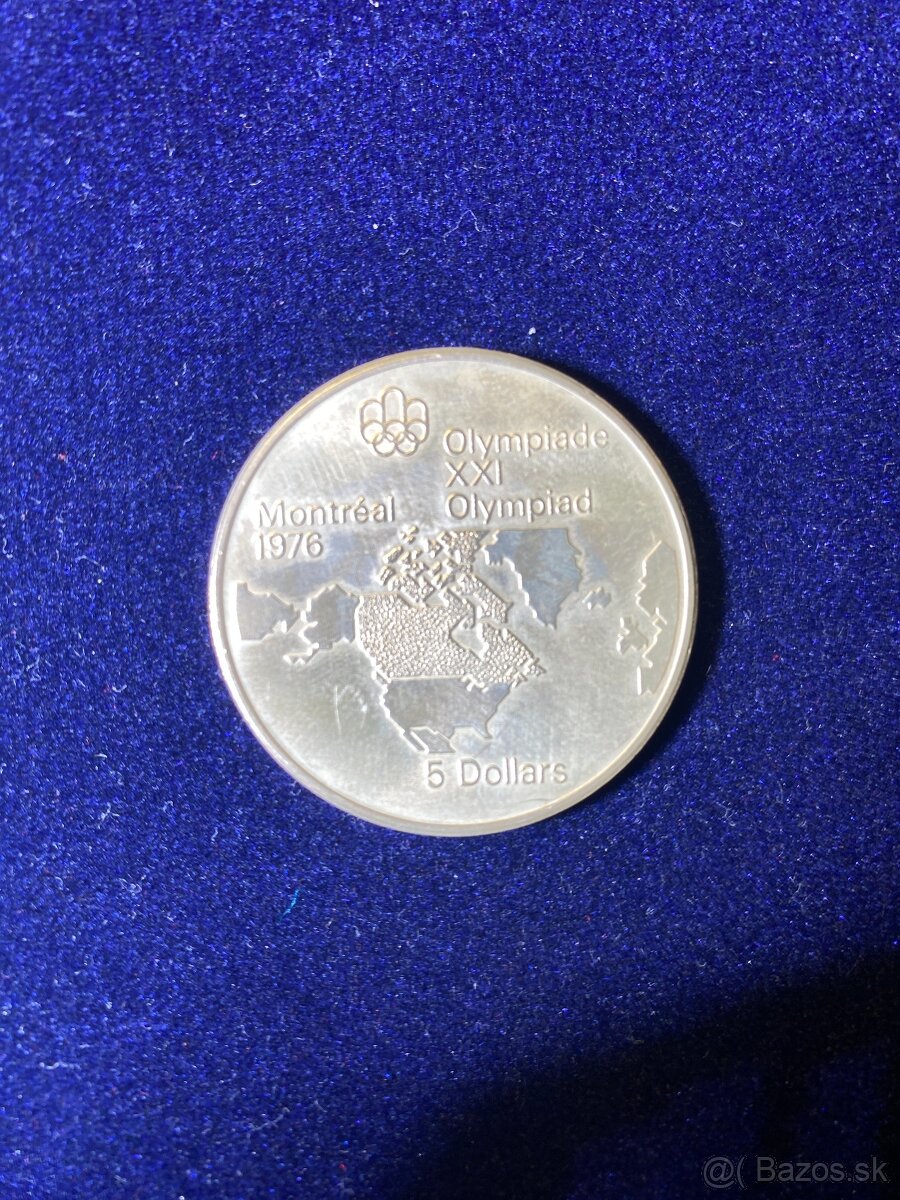 Olympiade
XXI
Olympiad
Montréal
1976
5 Dollars
@( Bazos.sk